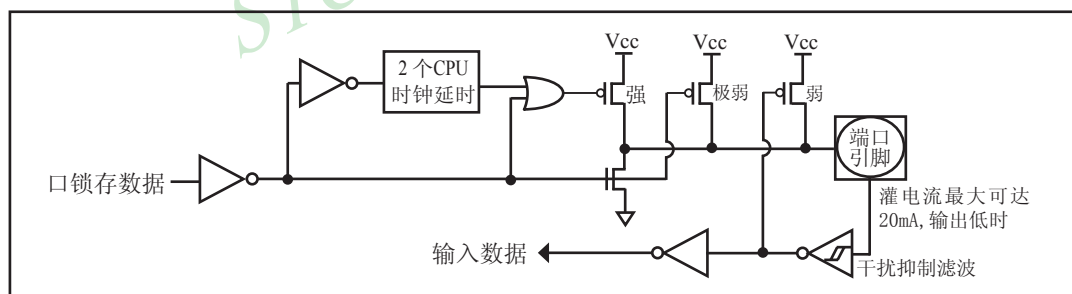 STC
Vcc
Vcc
Vcc
2个CPU
时钟延时
强
极弱
弱
端口
引脚
口锁存数据
灌电流最大可达
20mA,输出低时
输入数据
干扰抑制滤波